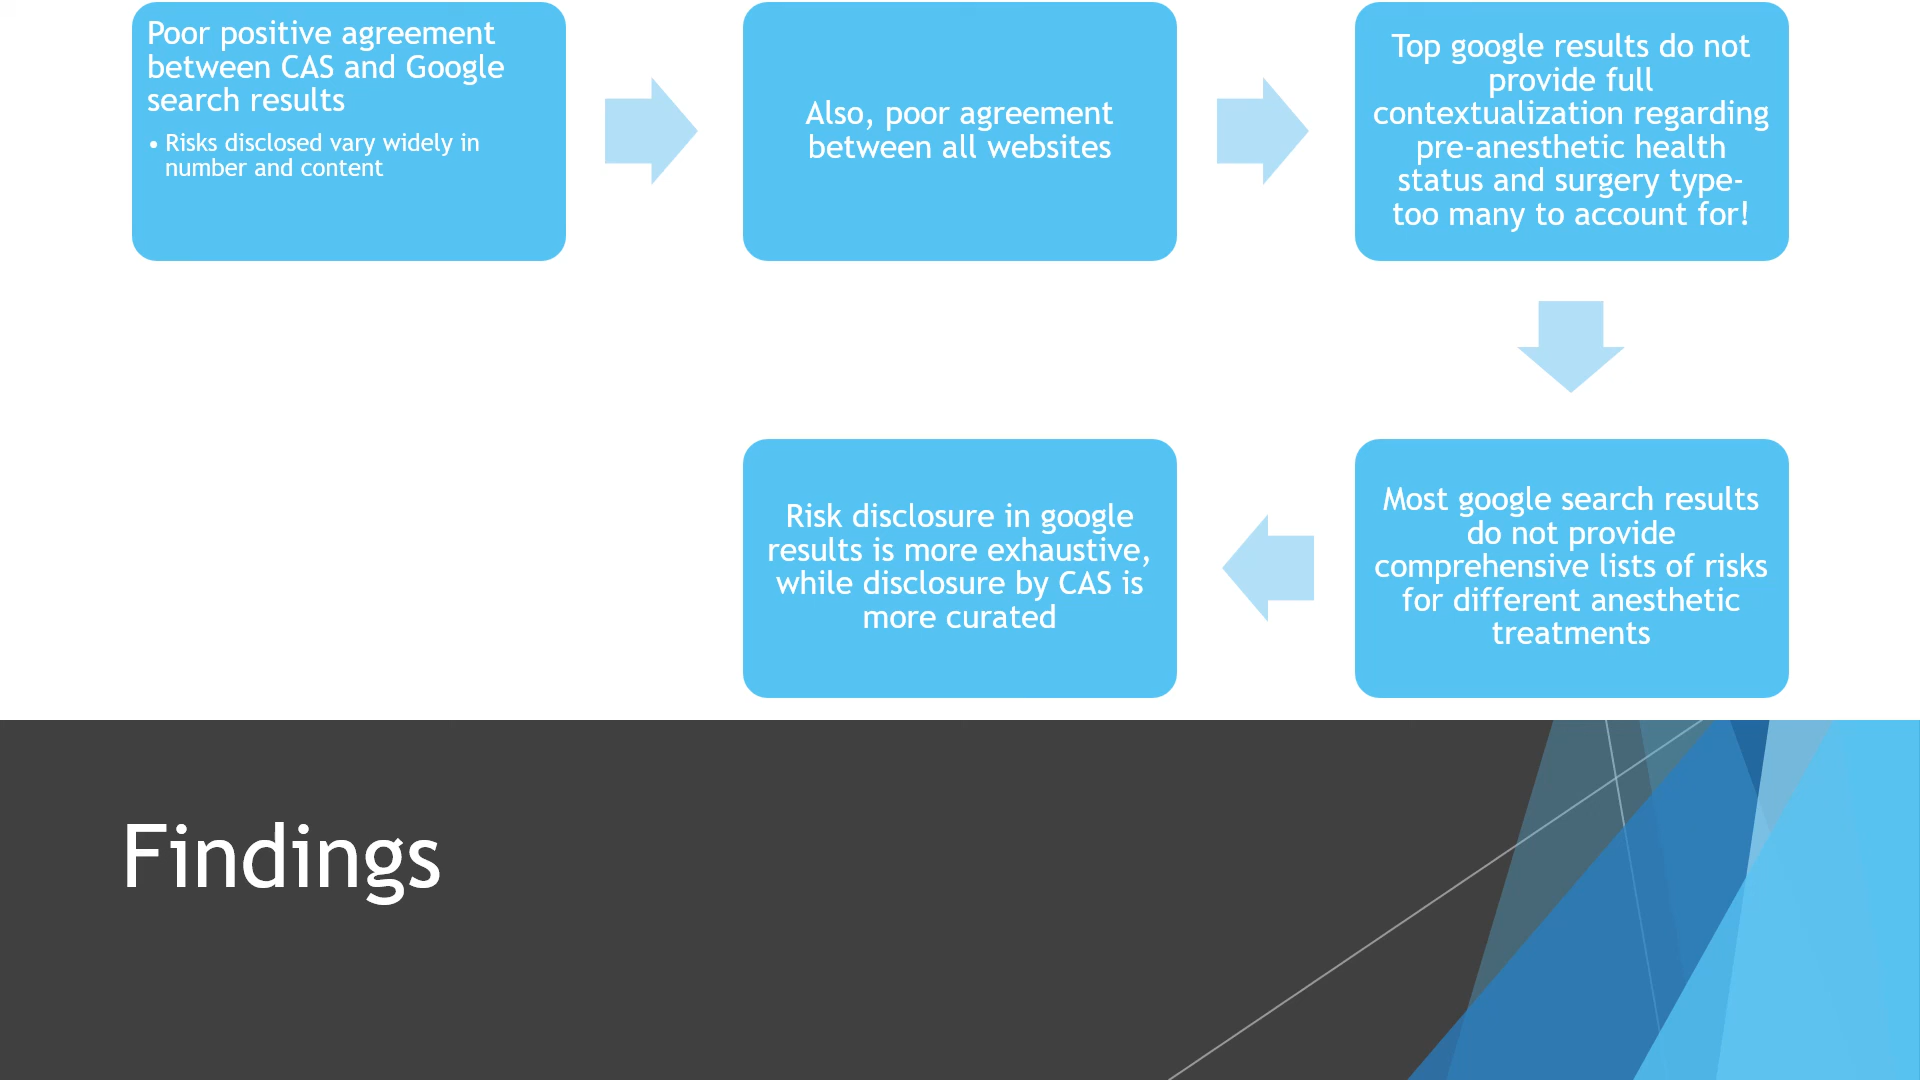 Poor positive agreement
between CAS and Google
search results
• Risks disclosed vary widely in
number and content
Also, poor agreement
between all websites
Top google results do not
provide full
contextualization regarding
pre-anesthetic health
status and surgery type-
too many to account for!
Most google search results
do not provide
comprehensive lists of risks
for different anesthetic
treatments
Risk disclosure in google
results is more exhaustive,
while disclosure by CAS is
more curated
Findings